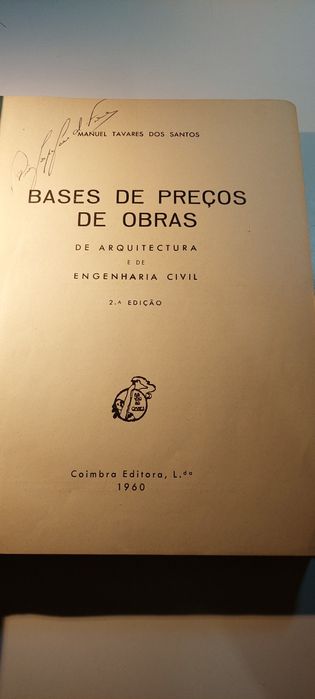 MANUEL TAVARES DOS SANTOS
BASES DE PREÇOS
DE OBRAS
DE ARQUITECTURA
E DE
ENGENHARIA CIVIL
2.ª EDIÇÃO
Coimbra Editora, L.da
1960